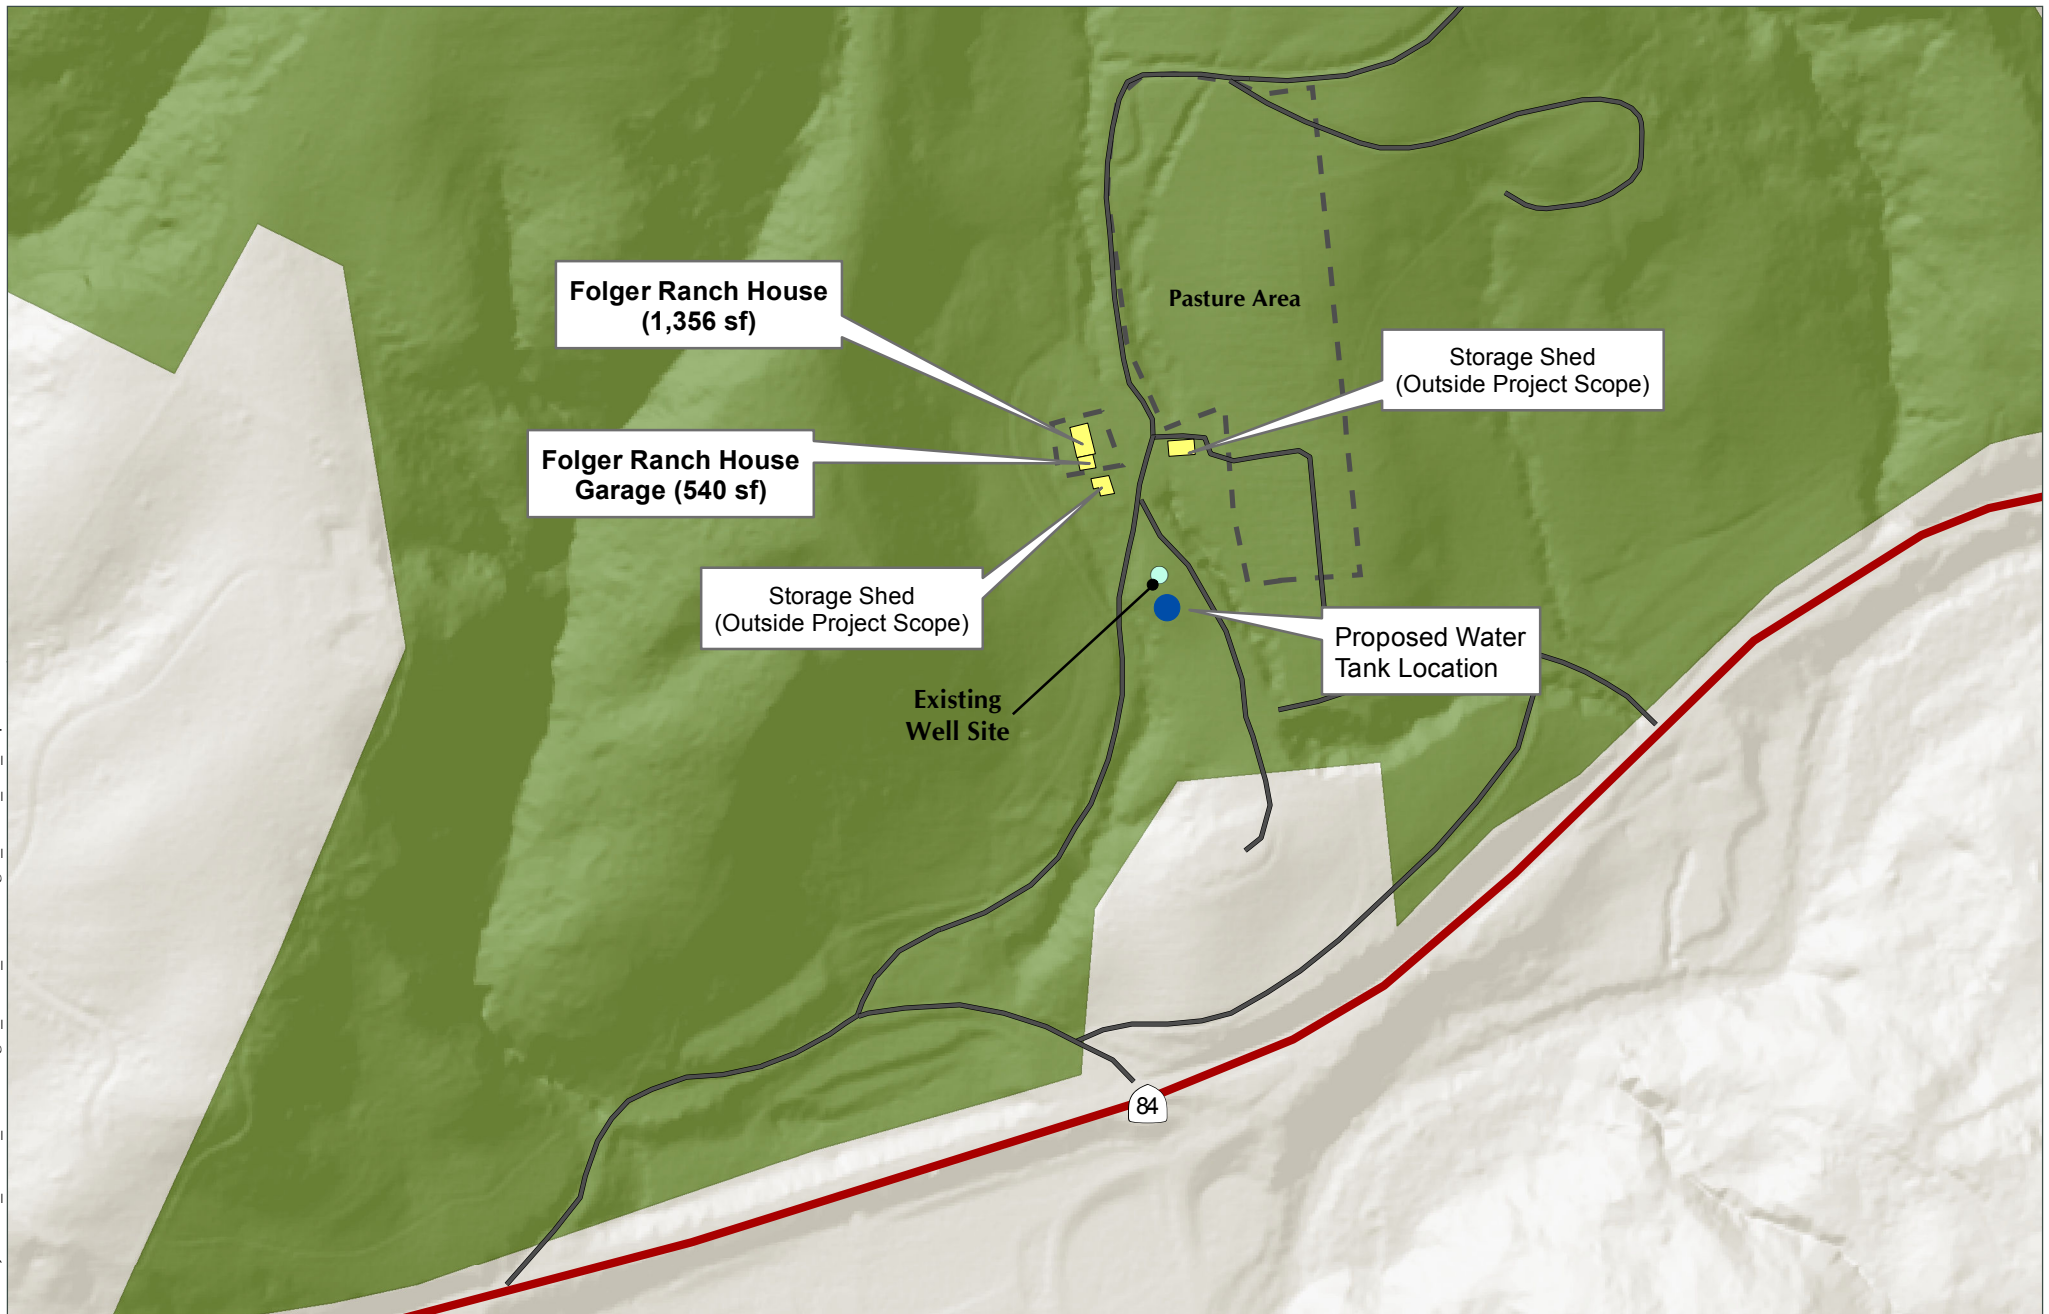 Folger Ranch House
(1,356 sf)
Pasture Area
Storage Shed
(Outside Project Scope)
Folger Ranch House
Garage (540 sf)
Storage Shed
(Outside Project Scope)
Proposed Water
Tank Location
Existing
Well Site
84